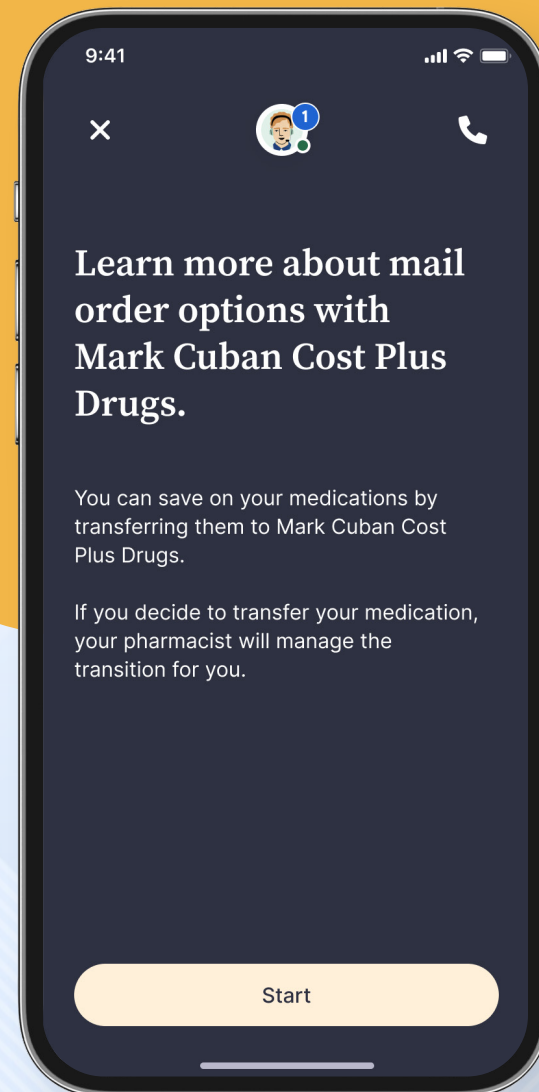 9:41
1
Learn more about mail
order options with
Mark Cuban Cost Plus
Drugs.
You can save on your medications by
transferring them to Mark Cuban Cost
Plus Drugs.
If you decide to transfer your medication,
your pharmacist will manage the
transition for you.
Start